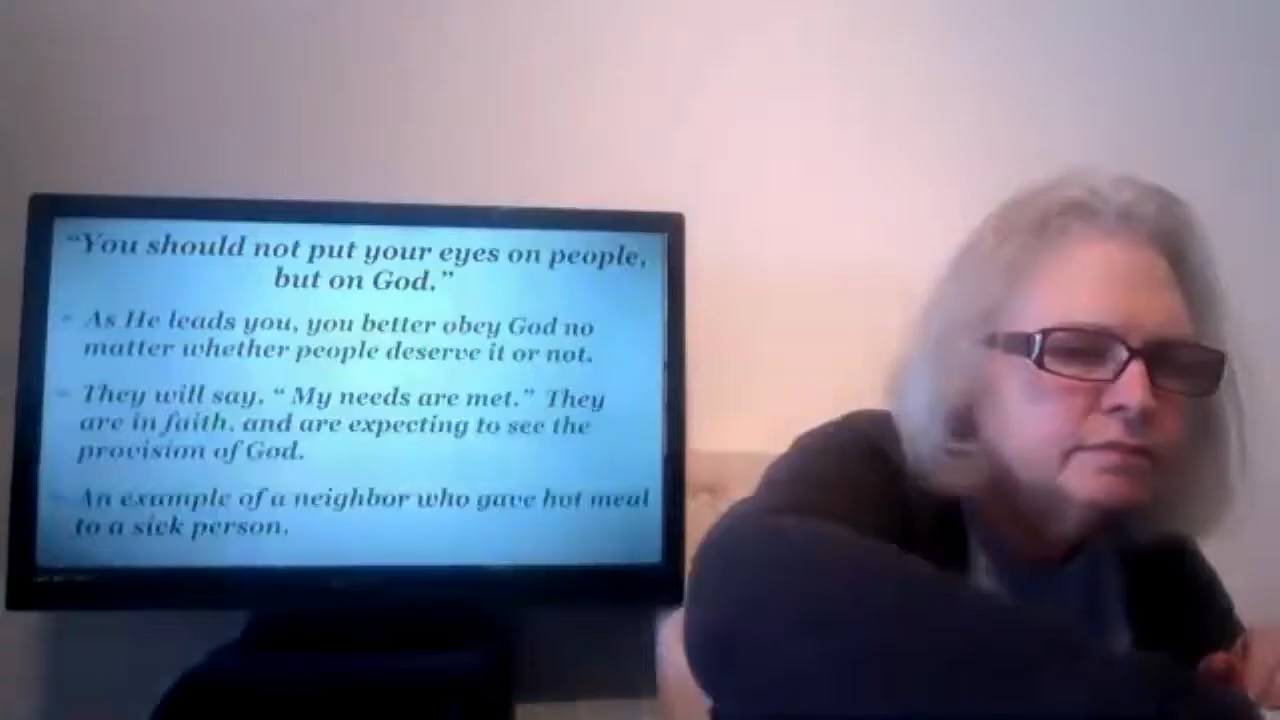 “You should not put your eyes on people,
but on God.”
As He leads you, you better obey God no
matter whether people deserve it or not.
They will say, “ My needs are met.” They
are in faith, and are expecting to see the
provision of God.
An example of a neighbor who gave hot meal
to a sick person.